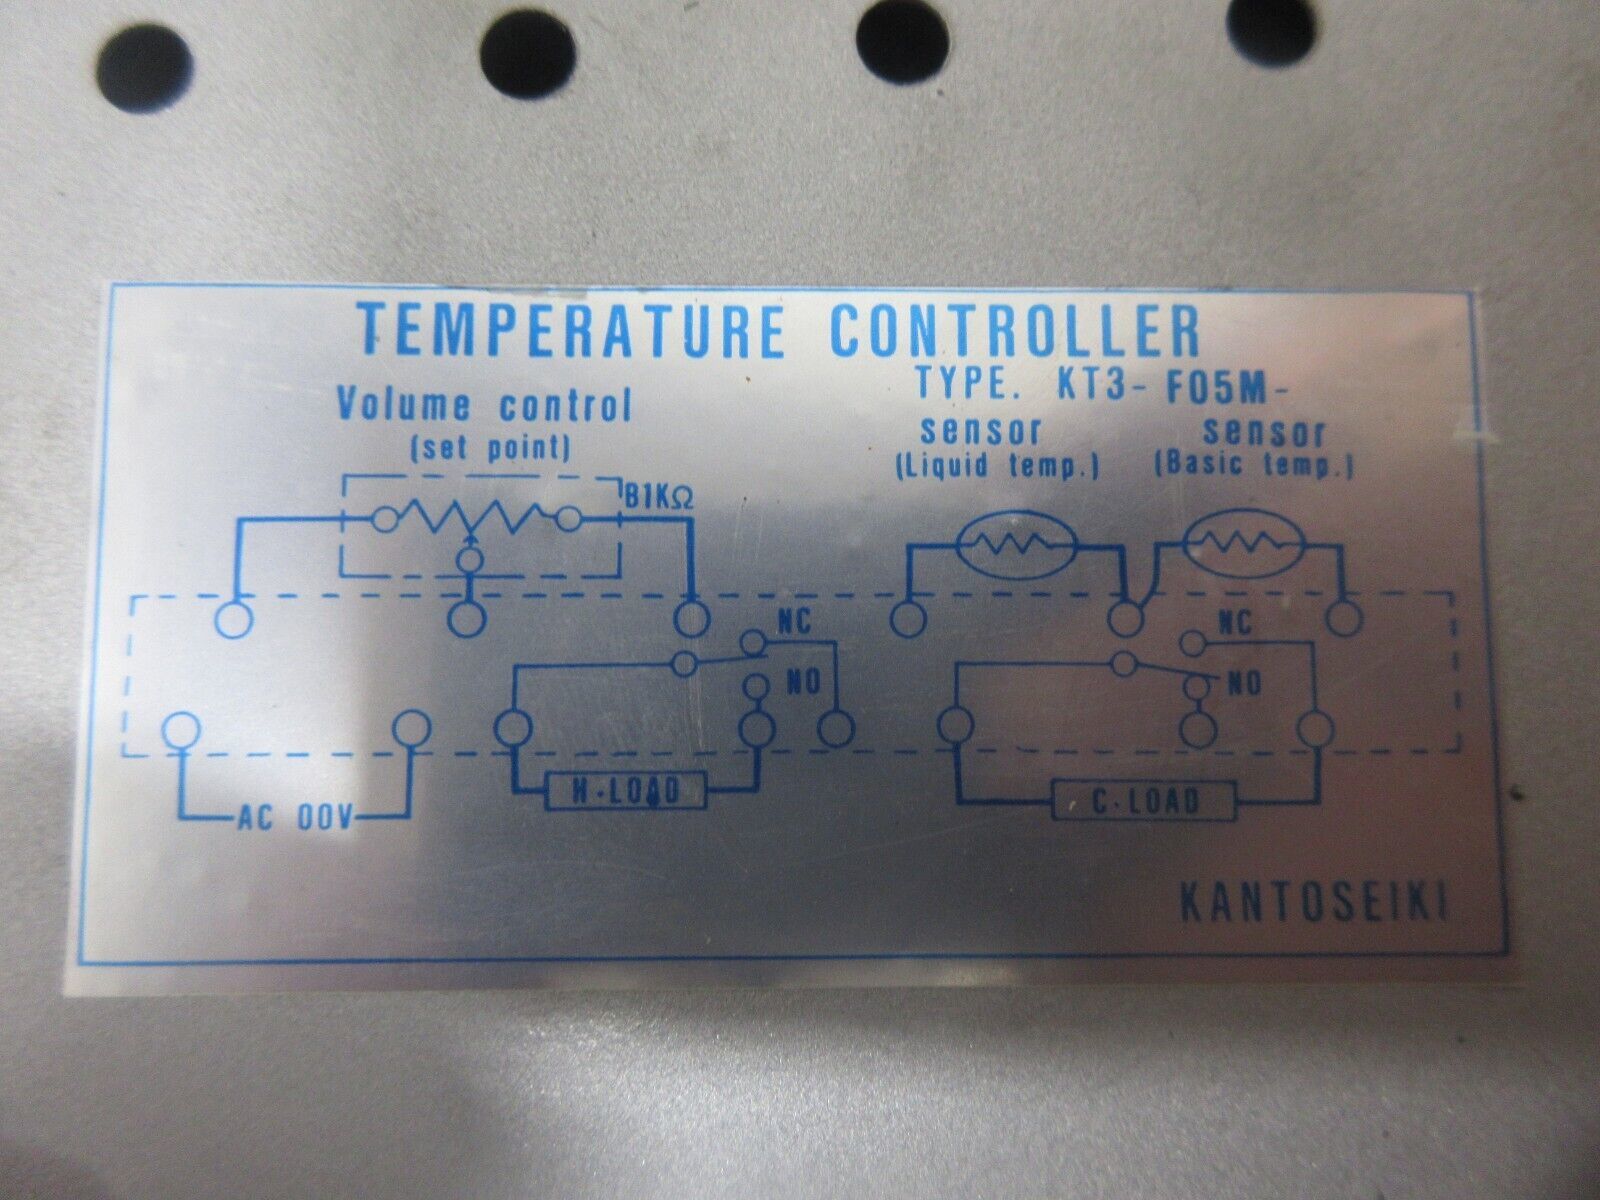 TEMPERATURE CONTROLLER
TYPE. KT3-F05M-
Volume control
(set point)
sensor
(Liquid temp.)
sensor
(Basic temp.)
B1KΩ
NC
NO
NC
NO
AC 00V
H·LOAD
C·LOAD
KANTOSEIKI